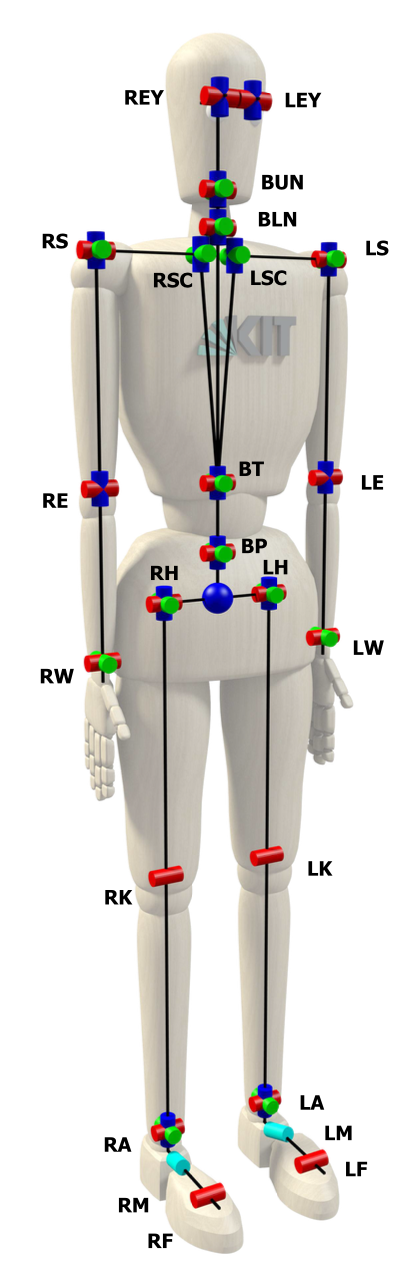 REY LEY
BUN
BLN
RS LS
RSC LSC
KIT
BT
RE LE
BP
RH LH
LW
RW
LK
RK
LA
LM
RA
LF
RM
RF